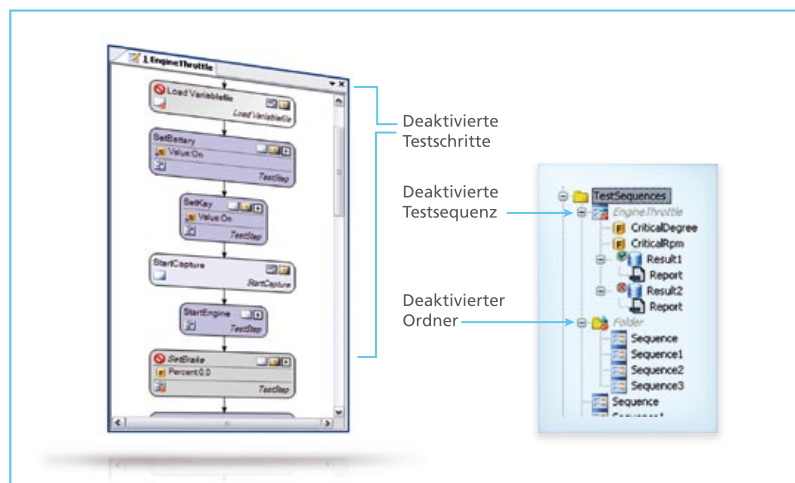 1 EngineThrottle
Load Variablefile
Load Variablefile
SetBattery
Value:On
TestStep
SetKey
Value:On
TestStep
StartCapture
StartCapture
StartEngine
TestStep
SetBrake
Percent:0.0
TestStep
Deaktivierte
Testschritte
Deaktivierte
Testsequenz
Deaktivierter
Ordner
TestSequences
EngineThrottle
CriticalDegree
CriticalRpm
Result1
Report
Result2
Report
Folder
Sequence
Sequence1
Sequence2
Sequence3
Sequence